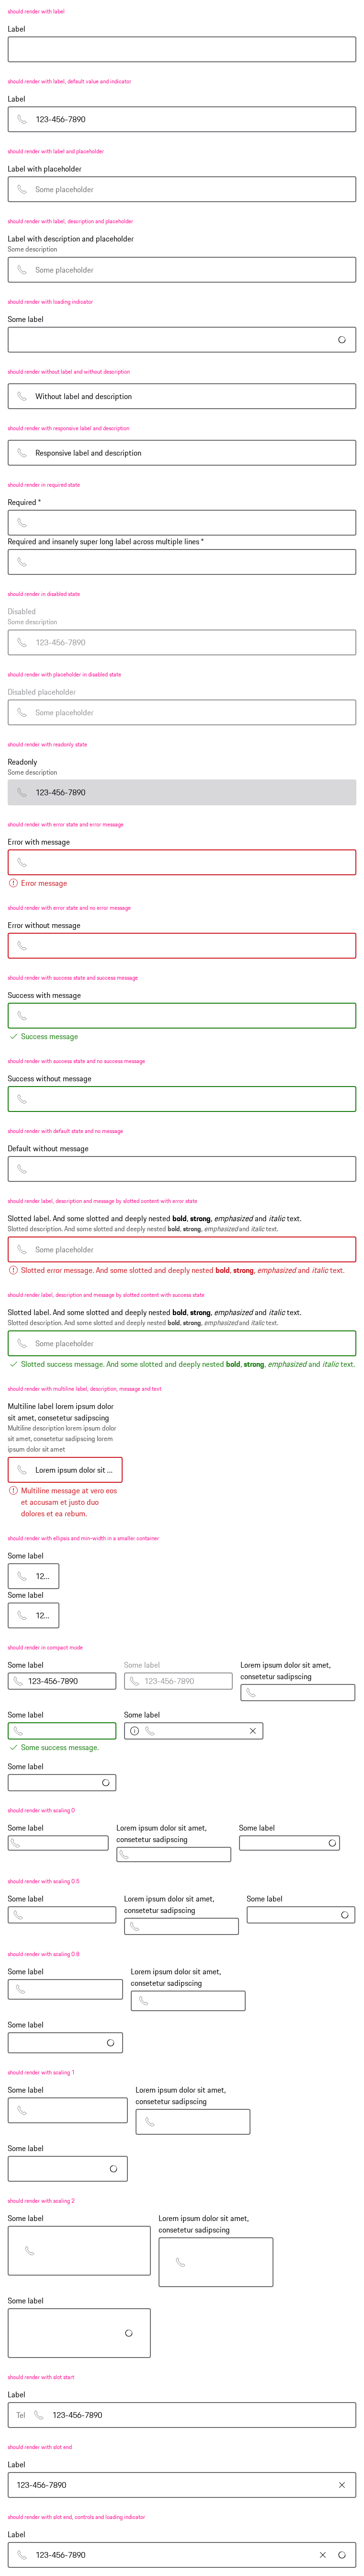 should render with label
Label
should render with label, default value and indicator
Label
123-456-7890
should render with label and placeholder
Label with placeholder
Some placeholder
should render with label, description and placeholder
Label with description and placeholder
Some description
Some placeholder
should render with loading indicator
Some label
should render without label and without description
Without label and description
should render with responsive label and description
Responsive label and description
should render in required state
Required *
Required and insanely super long label across multiple lines *
should render in disabled state
Disabled
Some description
123-456-7890
should render with placeholder in disabled state
Disabled placeholder
Some placeholder
should render with readonly state
Readonly
Some description
123-456-7890
should render with error state and error message
Error with message
Error message
should render with error state and no error message
Error without message
should render with success state and success message
Success with message
Success message
should render with success state and no success message
Success without message
should render with default state and no message
Default without message
should render label, description and message by slotted content with error state
Slotted label. And some slotted and deeply nested bold, strong, emphasized and italic text.
Slotted description. And some slotted and deeply nested bold, strong, emphasized and italic text.
Some placeholder
Slotted error message. And some slotted and deeply nested bold, strong, emphasized and italic text.
should render label, description and message by slotted content with success state
Slotted label. And some slotted and deeply nested bold, strong, emphasized and italic text.
Slotted description. And some slotted and deeply nested bold, strong, emphasized and italic text.
Some placeholder
Slotted success message. And some slotted and deeply nested bold, strong, emphasized and italic text.
should render with multiline label, description, message and text
Multiline label lorem ipsum dolor
sit amet, consetetur sadipscing
Multiline description lorem ipsum dolor
sit amet, consetetur sadipscing lorem
ipsum dolor sit amet
Lorem ipsum dolor sit ...
Multiline message at vero eos
et accusam et justo duo
dolores et ea rebum.
should render with ellipsis and min-width in a smaller container
Some label
12...
Some label
12...
should render in compact mode
Some label
123-456-7890
Some label
123-456-7890
Lorem ipsum dolor sit amet,
consetetur sadipscing
Some label
Some success message.
Some label
Some label
should render with scaling 0
Some label
Lorem ipsum dolor sit amet,
consetetur sadipscing
Some label
should render with scaling 0.5
Some label
Lorem ipsum dolor sit amet,
consetetur sadipscing
Some label
should render with scaling 0.8
Some label
Lorem ipsum dolor sit amet,
consetetur sadipscing
Some label
should render with scaling 1
Some label
Lorem ipsum dolor sit amet,
consetetur sadipscing
Some label
should render with scaling 2
Some label
Lorem ipsum dolor sit amet,
consetetur sadipscing
Some label
should render with slot start
Label
Tel 123-456-7890
should render with slot end
Label
123-456-7890
should render with slot end, controls and loading indicator
Label
123-456-7890